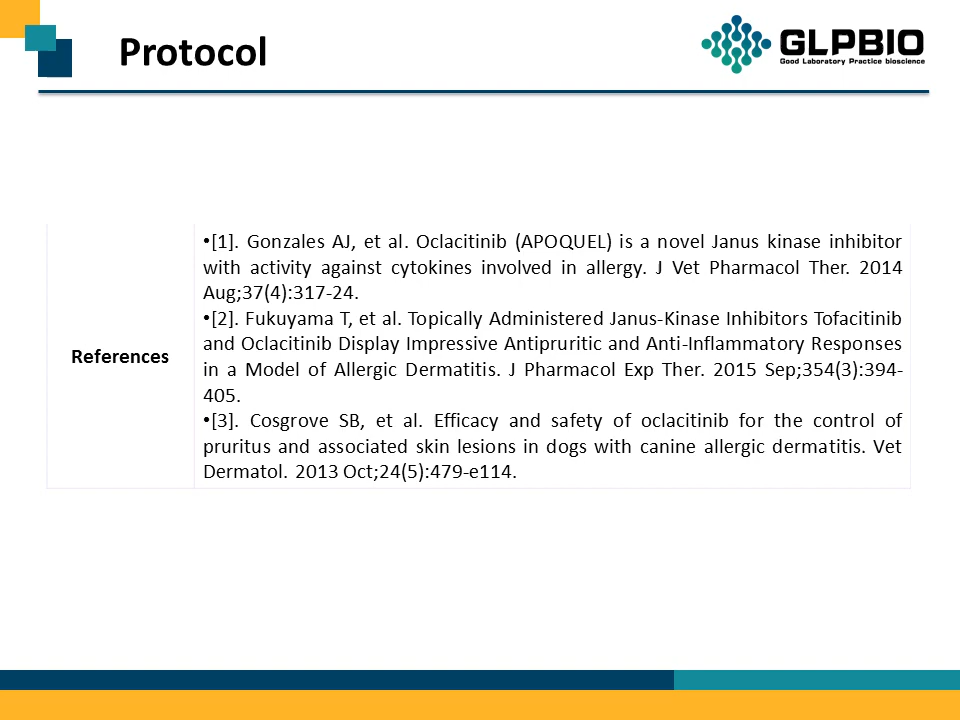 Protocol
GLPBIO
Good Laboratory Practice bioscience
References
•[1]. Gonzales AJ, et al. Oclacitinib (APOQUEL) is a novel Janus kinase inhibitor
with activity against cytokines involved in allergy. J Vet Pharmacol Ther. 2014
Aug;37(4):317-24.
•[2]. Fukuyama T, et al. Topically Administered Janus-Kinase Inhibitors Tofacitinib
and Oclacitinib Display Impressive Antipruritic and Anti-Inflammatory Responses
in a Model of Allergic Dermatitis. J Pharmacol Exp Ther. 2015 Sep;354(3):394-
405.
•[3]. Cosgrove SB, et al. Efficacy and safety of oclacitinib for the control of
pruritus and associated skin lesions in dogs with canine allergic dermatitis. Vet
Dermatol. 2013 Oct;24(5):479-e114.